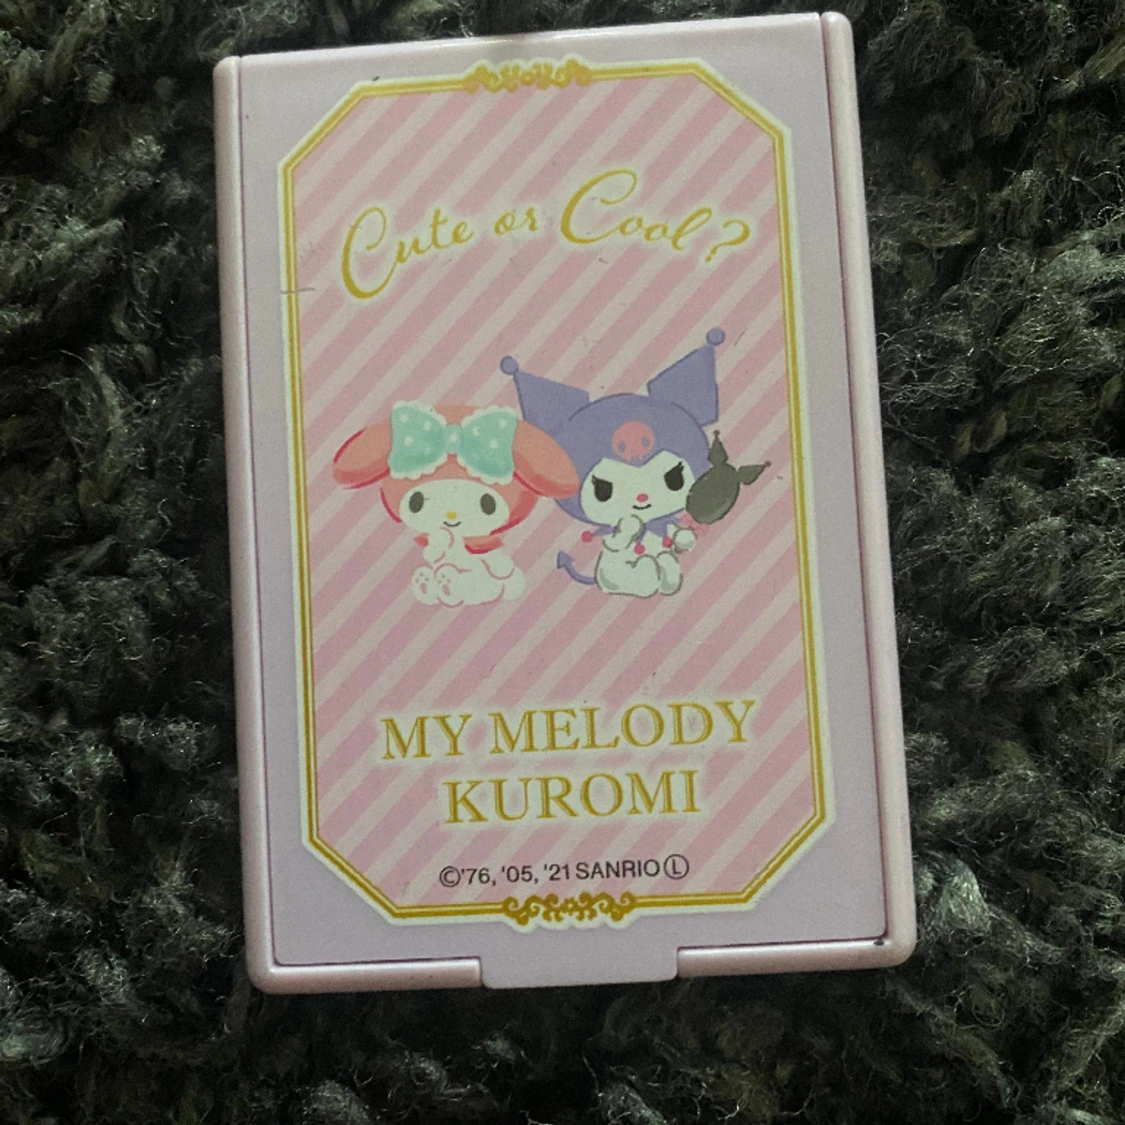 Cute or Cool?
MY MELODY
KUROMI
©'76, '05, '21 SANRIO Ⓛ